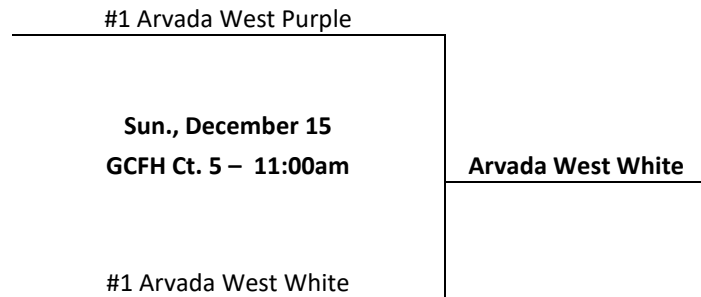 #1 Arvada West Purple
Sun., December 15
GCFH Ct. 5 – 11:00am
Arvada West White
#1 Arvada West White